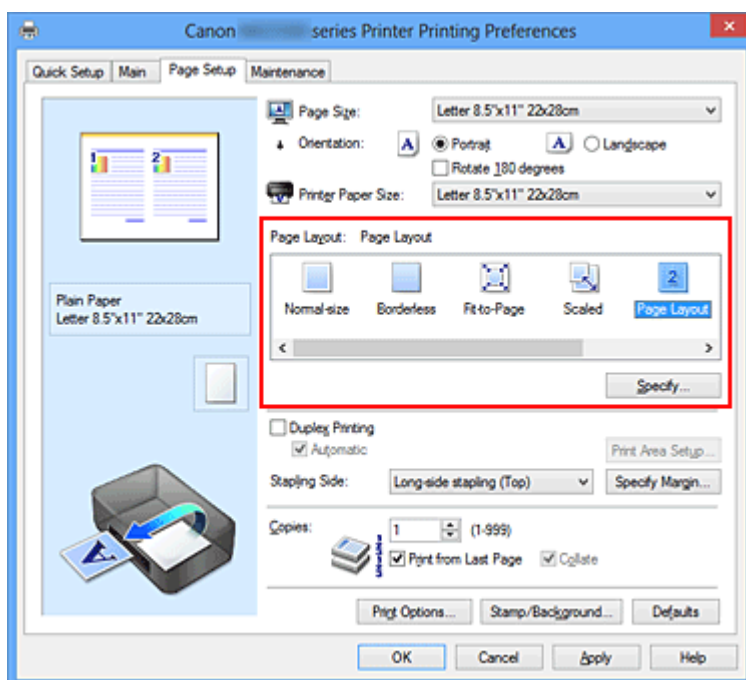 Canon series Printer Printing Preferences
Quick Setup Main Page Setup Maintenance
1 2
Plain Paper
Letter 8.5"x11" 22x28cm
Page Size: Letter 8.5"x11" 22x28cm
Orientation: A Portrait A Landscape
Rotate 180 degrees
Printer Paper Size: Letter 8.5"x11" 22x28cm
Page Layout: Page Layout
2
Normal-size Borderless Fit-to-Page Scaled Page Layout
Specify...
Duplex Printing
Automatic Print Area Setup...
Stapling Side: Long-side stapling (Top) Specify Margin...
Copies: 1 (1-999)
Print from Last Page Collate
A
Print Options... Stamp/Background... Defaults
OK Cancel Apply Help